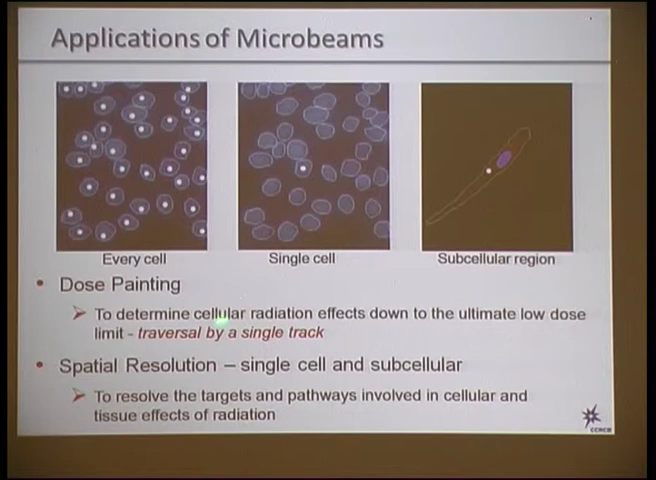 Applications of Microbeams
Every cell
Single cell
Subcellular region
• Dose Painting
➢ To determine cellular radiation effects down to the ultimate low dose
limit - traversal by a single track
• Spatial Resolution – single cell and subcellular
➢ To resolve the targets and pathways involved in cellular and
tissue effects of radiation